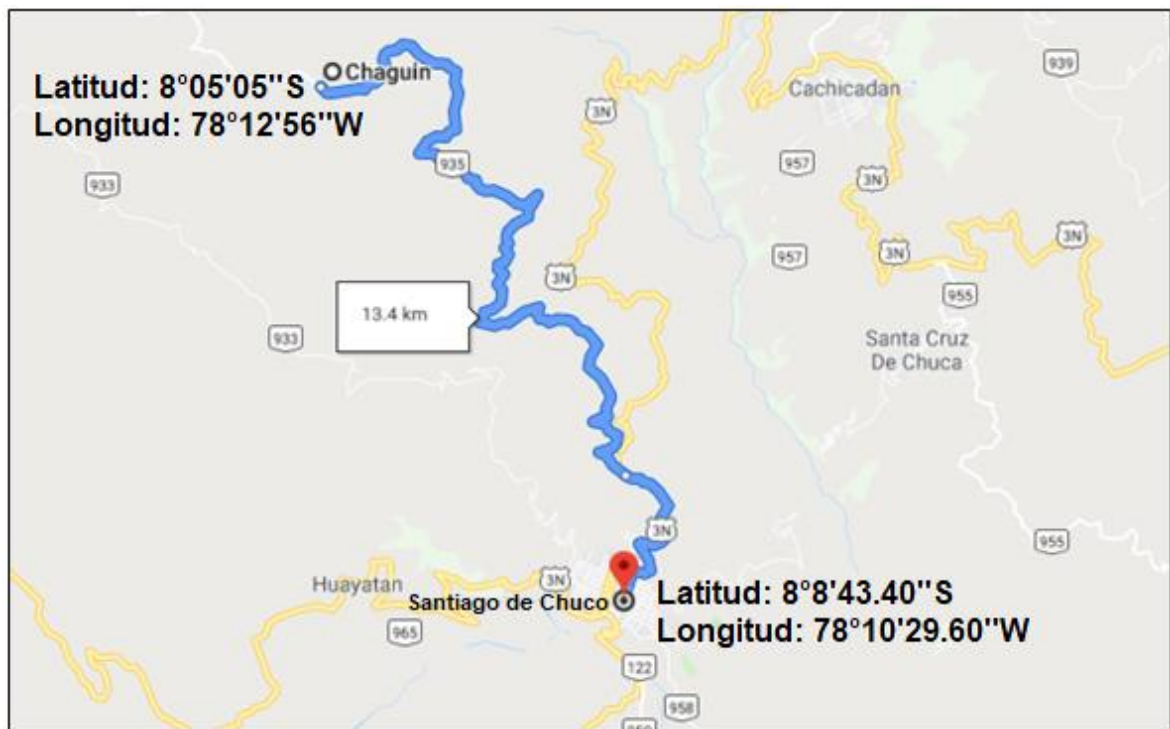 Chaguin
Latitud: 8°05'05"S
Longitud: 78°12'56"W
Cachicadan
939
3N
935
957
933
3N
3N
957
3N
3N
955
13.4 km
933
Santa Cruz
De Chuca
3N
955
Huayatan
3N
Santiago de Chuco
Latitud: 8°8'43.40"S
Longitud: 78°10'29.60"W
965
122
958